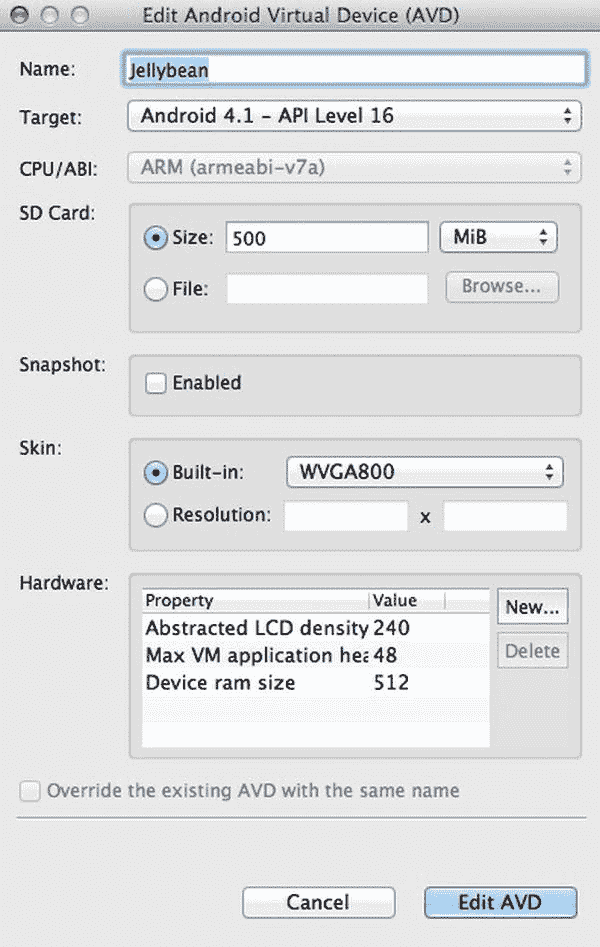 Edit Android Virtual Device (AVD)
Name: Jellybean
Target: Android 4.1 – API Level 16
CPU/ABI: ARM (armeabi-v7a)
SD Card:
Size: 500 MiB
File: Browse...
Snapshot:
Enabled
Skin:
Built-in: WVGA800
Resolution: x
Hardware:
Property Value
New...
Abstracted LCD density 240
Max VM application hea 48
Delete
Device ram size 512
Override the existing AVD with the same name
Cancel Edit AVD